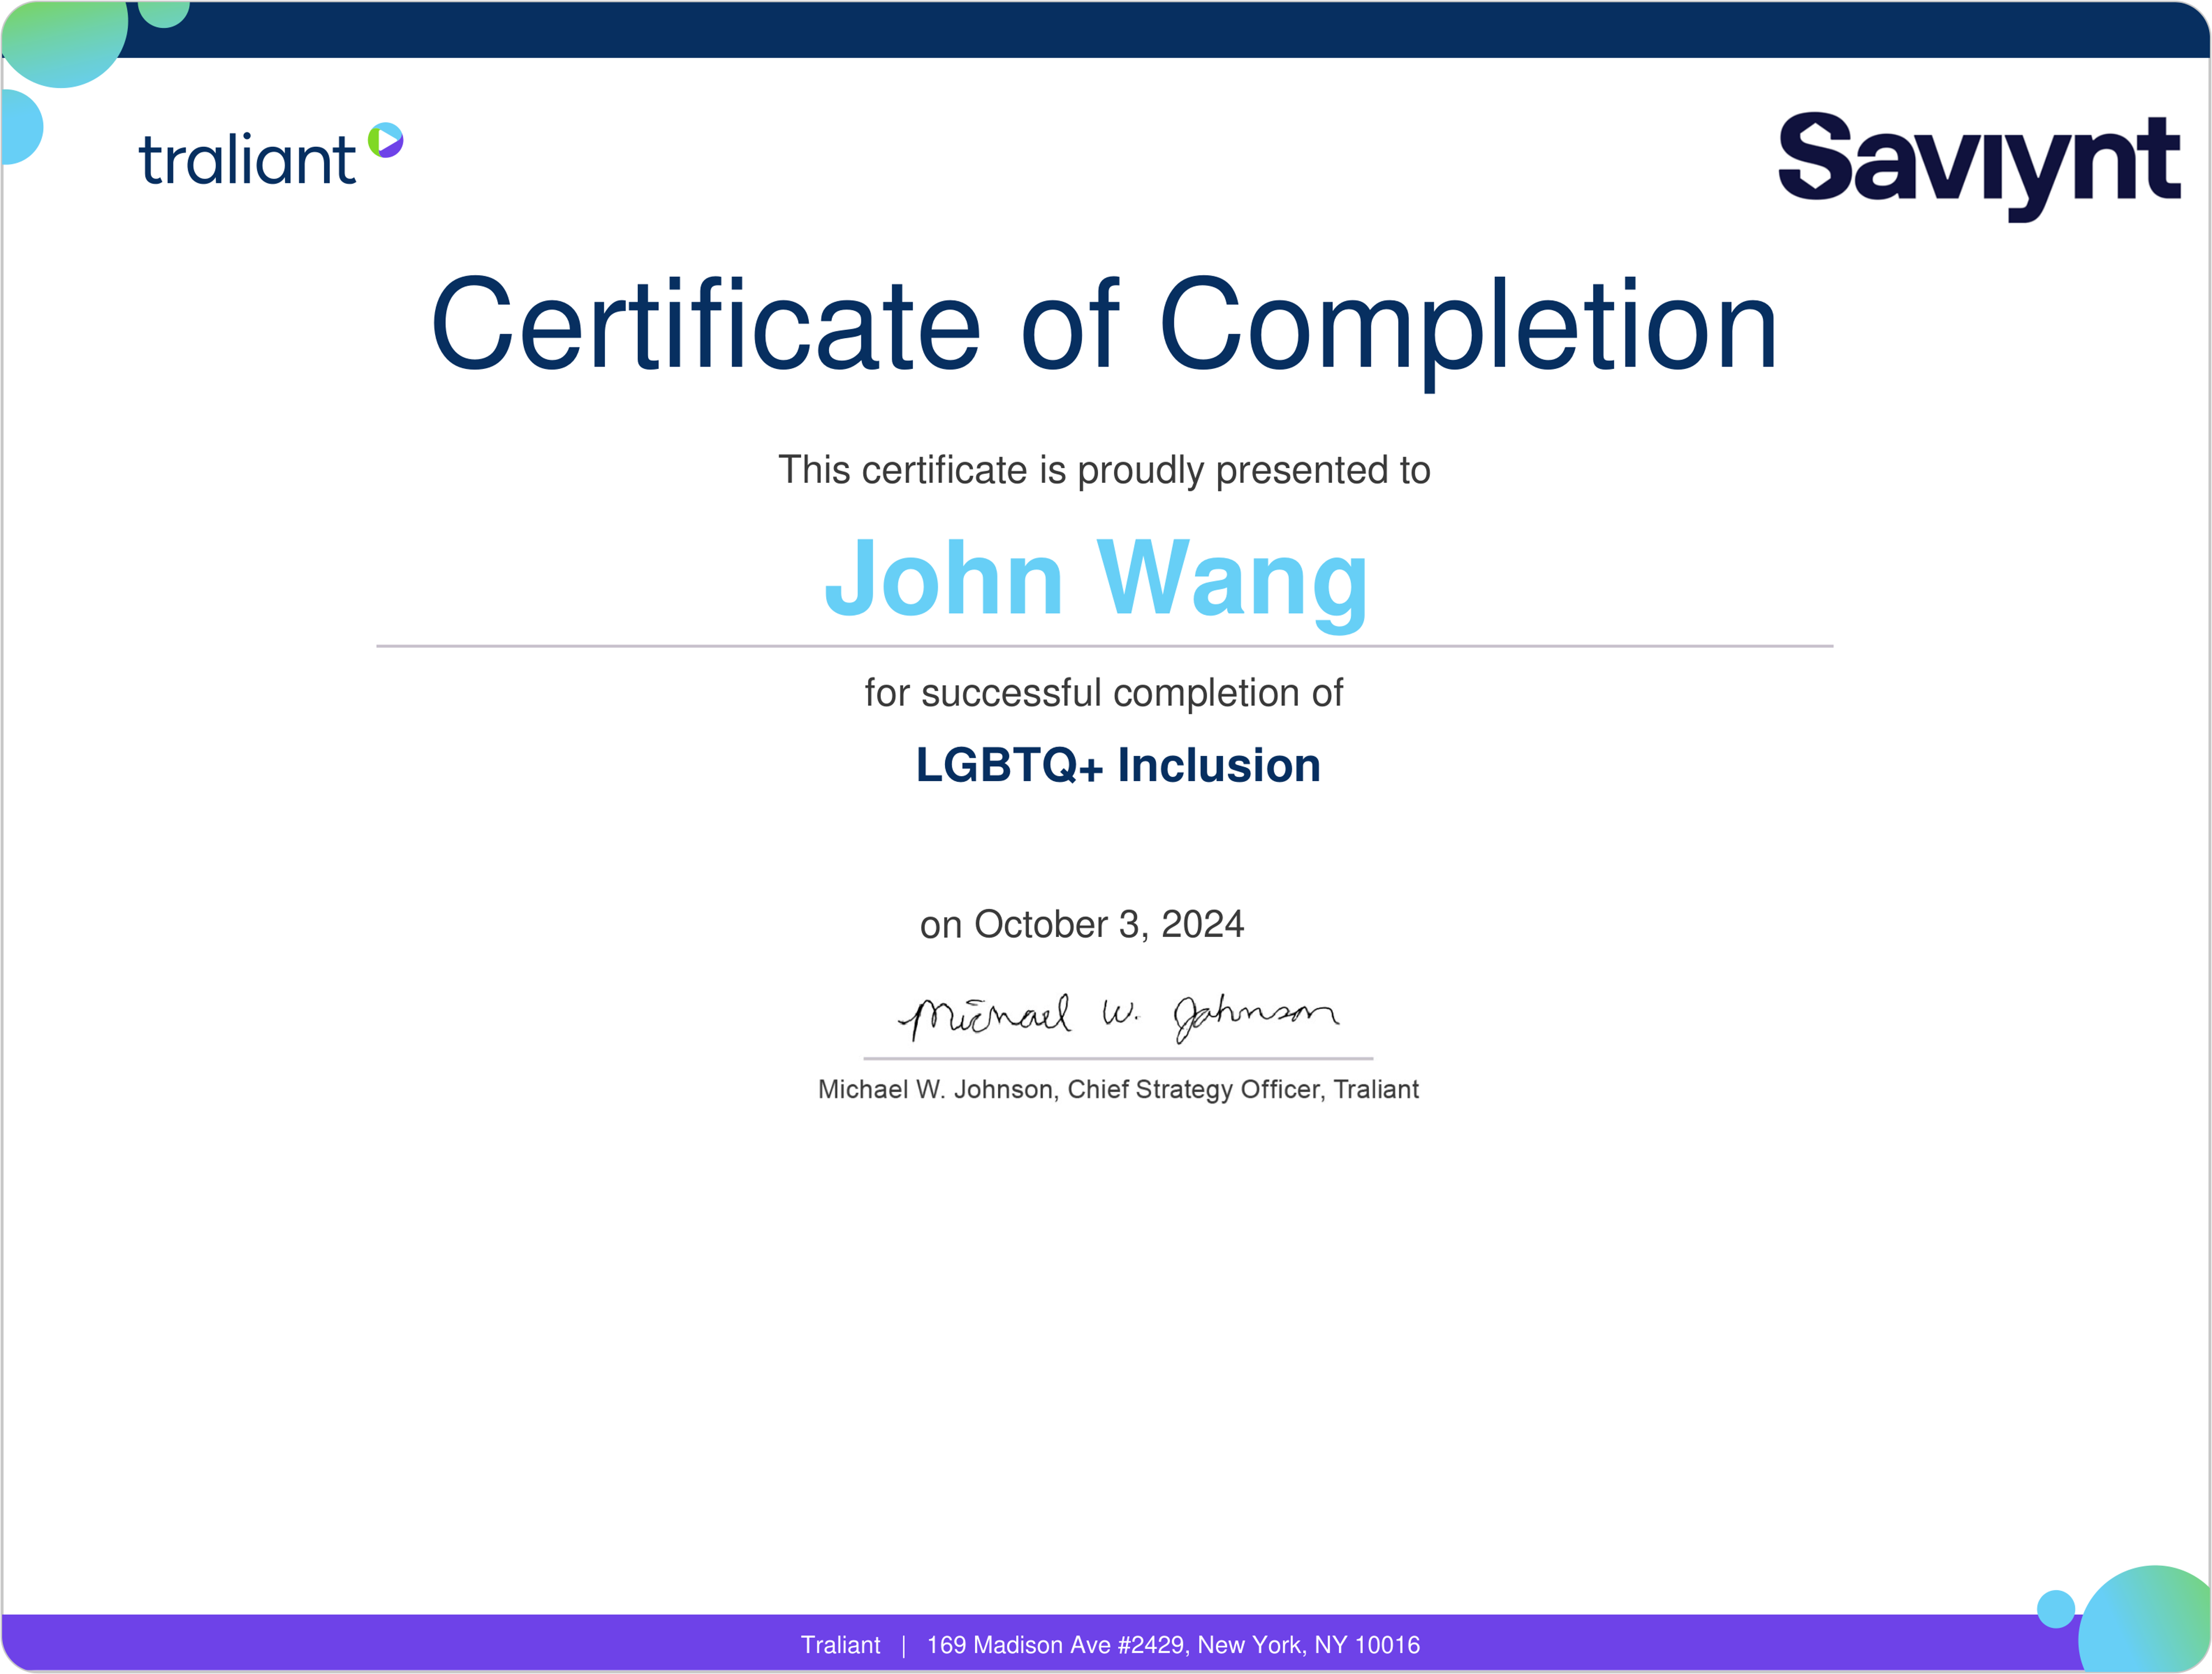 traliant
Saviynt
Certificate of Completion
This certificate is proudly presented to
John Wang
for successful completion of
LGBTQ+ Inclusion
on October 3, 2024
Michael W. Johnson
Michael W. Johnson, Chief Strategy Officer, Traliant
Traliant | 169 Madison Ave #2429, New York, NY 10016